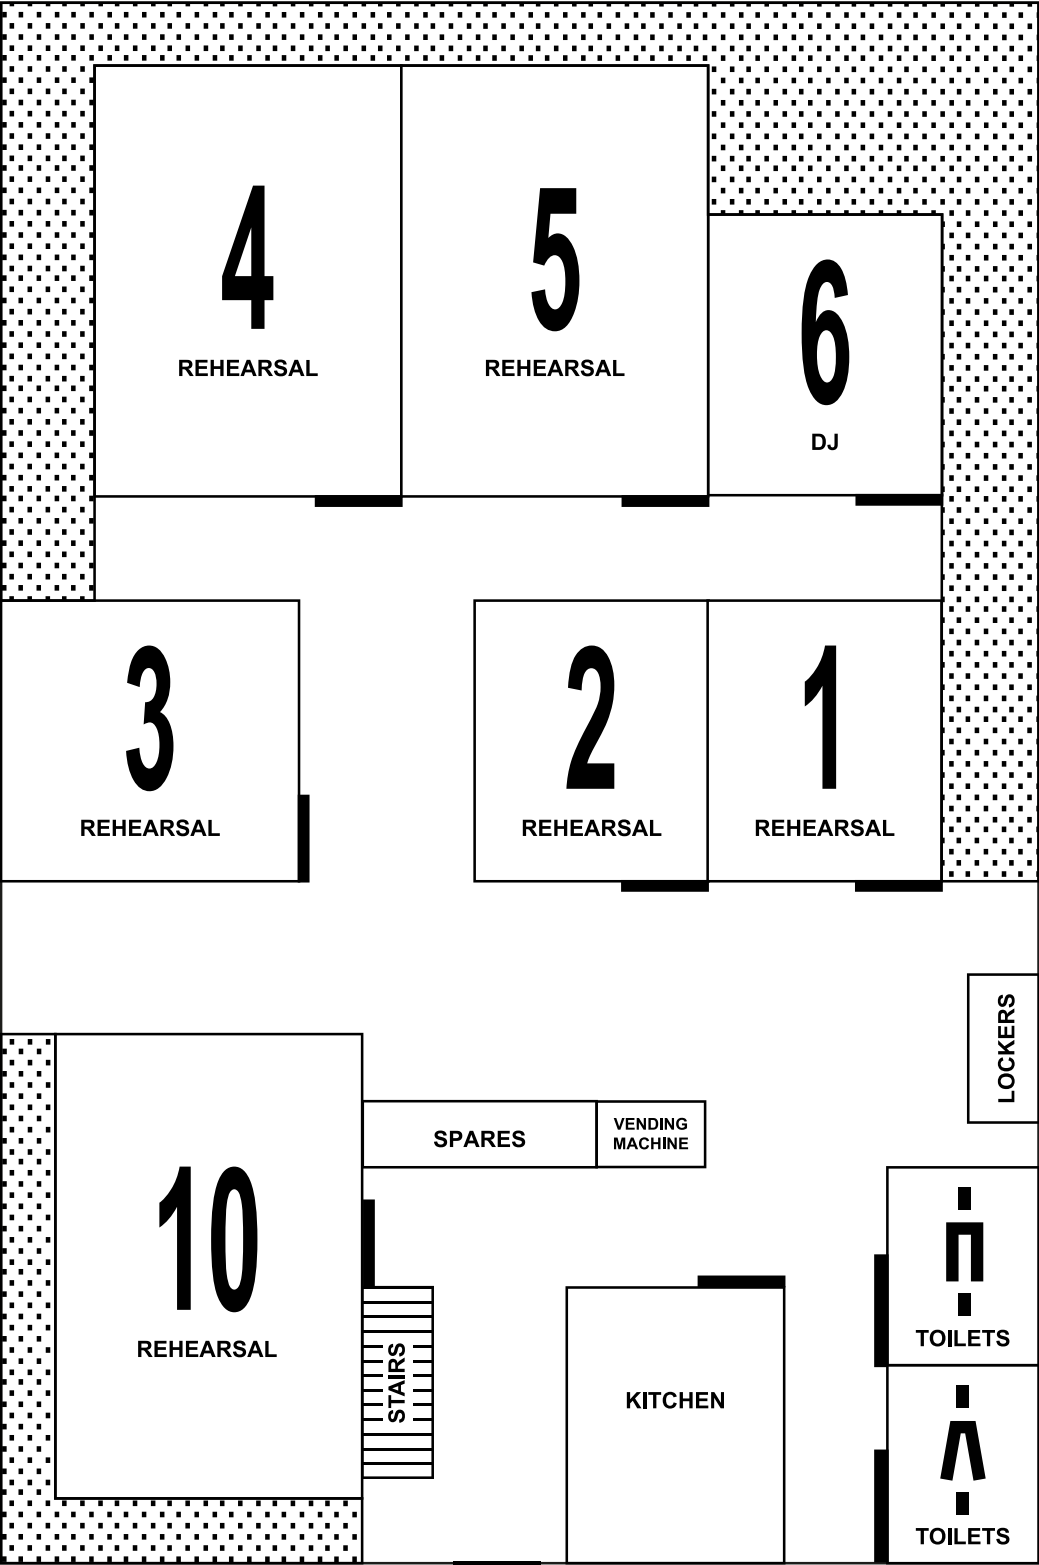 4
REHEARSAL
5
REHEARSAL
6
DJ
3
REHEARSAL
2
REHEARSAL
1
REHEARSAL
LOCKERS
10
REHEARSAL
SPARES
VENDING
MACHINE
STAIRS
KITCHEN
TOILETS
TOILETS